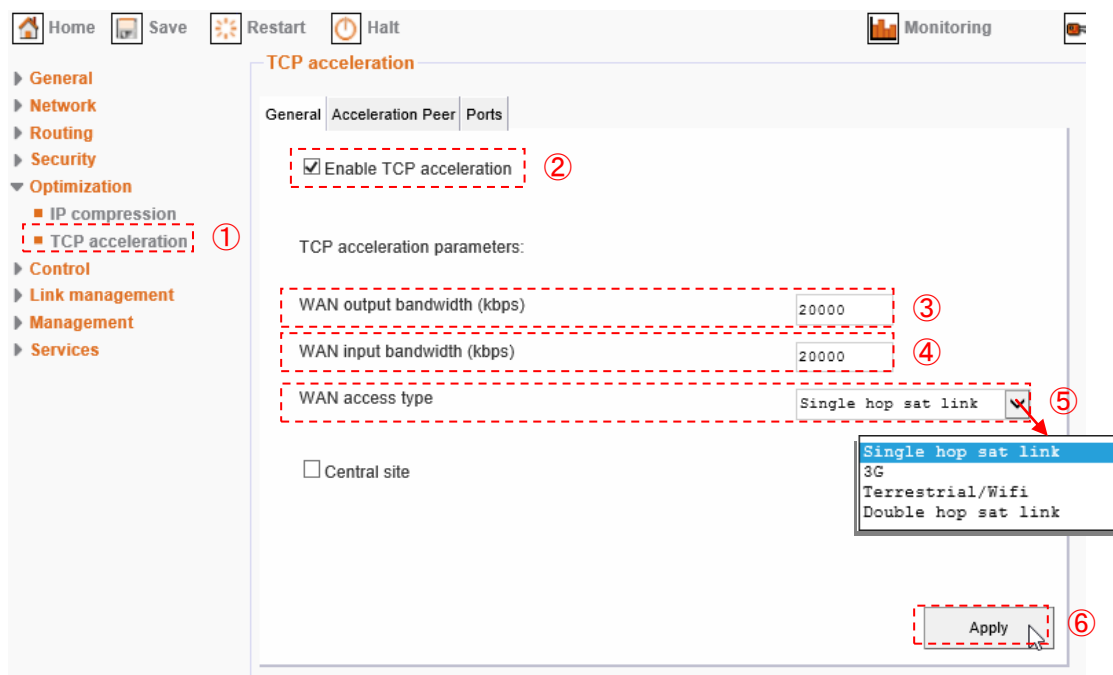 Home Save Restart Halt Monitoring
General
Network
Routing
Security
Optimization
IP compression
TCP acceleration ①
Control
Link management
Management
Services
TCP acceleration
General Acceleration Peer Ports
Enable TCP acceleration ②
TCP acceleration parameters:
WAN output bandwidth (kbps) 20000 ③
WAN input bandwidth (kbps) 20000 ④
WAN access type Single hop sat link ⑤
Single hop sat link
3G
Terrestrial/Wifi
Double hop sat link
Central site
Apply ⑥